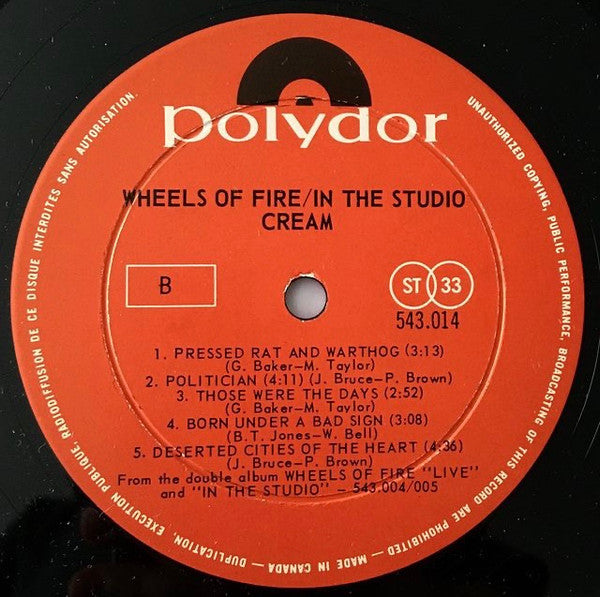 polydor
WHEELS OF FIRE/IN THE STUDIO
CREAM
B
ST 33
543.014
1. PRESSED RAT AND WARTHOG (3:13)
(G. Baker-M. Taylor)
2. POLITICIAN (4:11) (J. Bruce-P. Brown)
3. THOSE WERE THE DAYS (2:52)
(G. Baker-M. Taylor)
4. BORN UNDER A BAD SIGN (3:08)
(B.T. Jones-W. Bell)
5. DESERTED CITIES OF THE HEART (4:36)
(J. Bruce-P. Brown)
From the double album WHEELS OF FIRE "LIVE"
and "IN THE STUDIO" - 543.004/005
UNAUTHORIZED COPYING, PUBLIC PERFORMANCE, BROADCASTING OF THIS RECORD ARE PROHIBITED — MADE IN CANADA — DUPLICATION, EXECUTION PUBLIQUE, RADIODIFFUSION DE CE DISQUE INTERDITES SANS AUTORISATION.